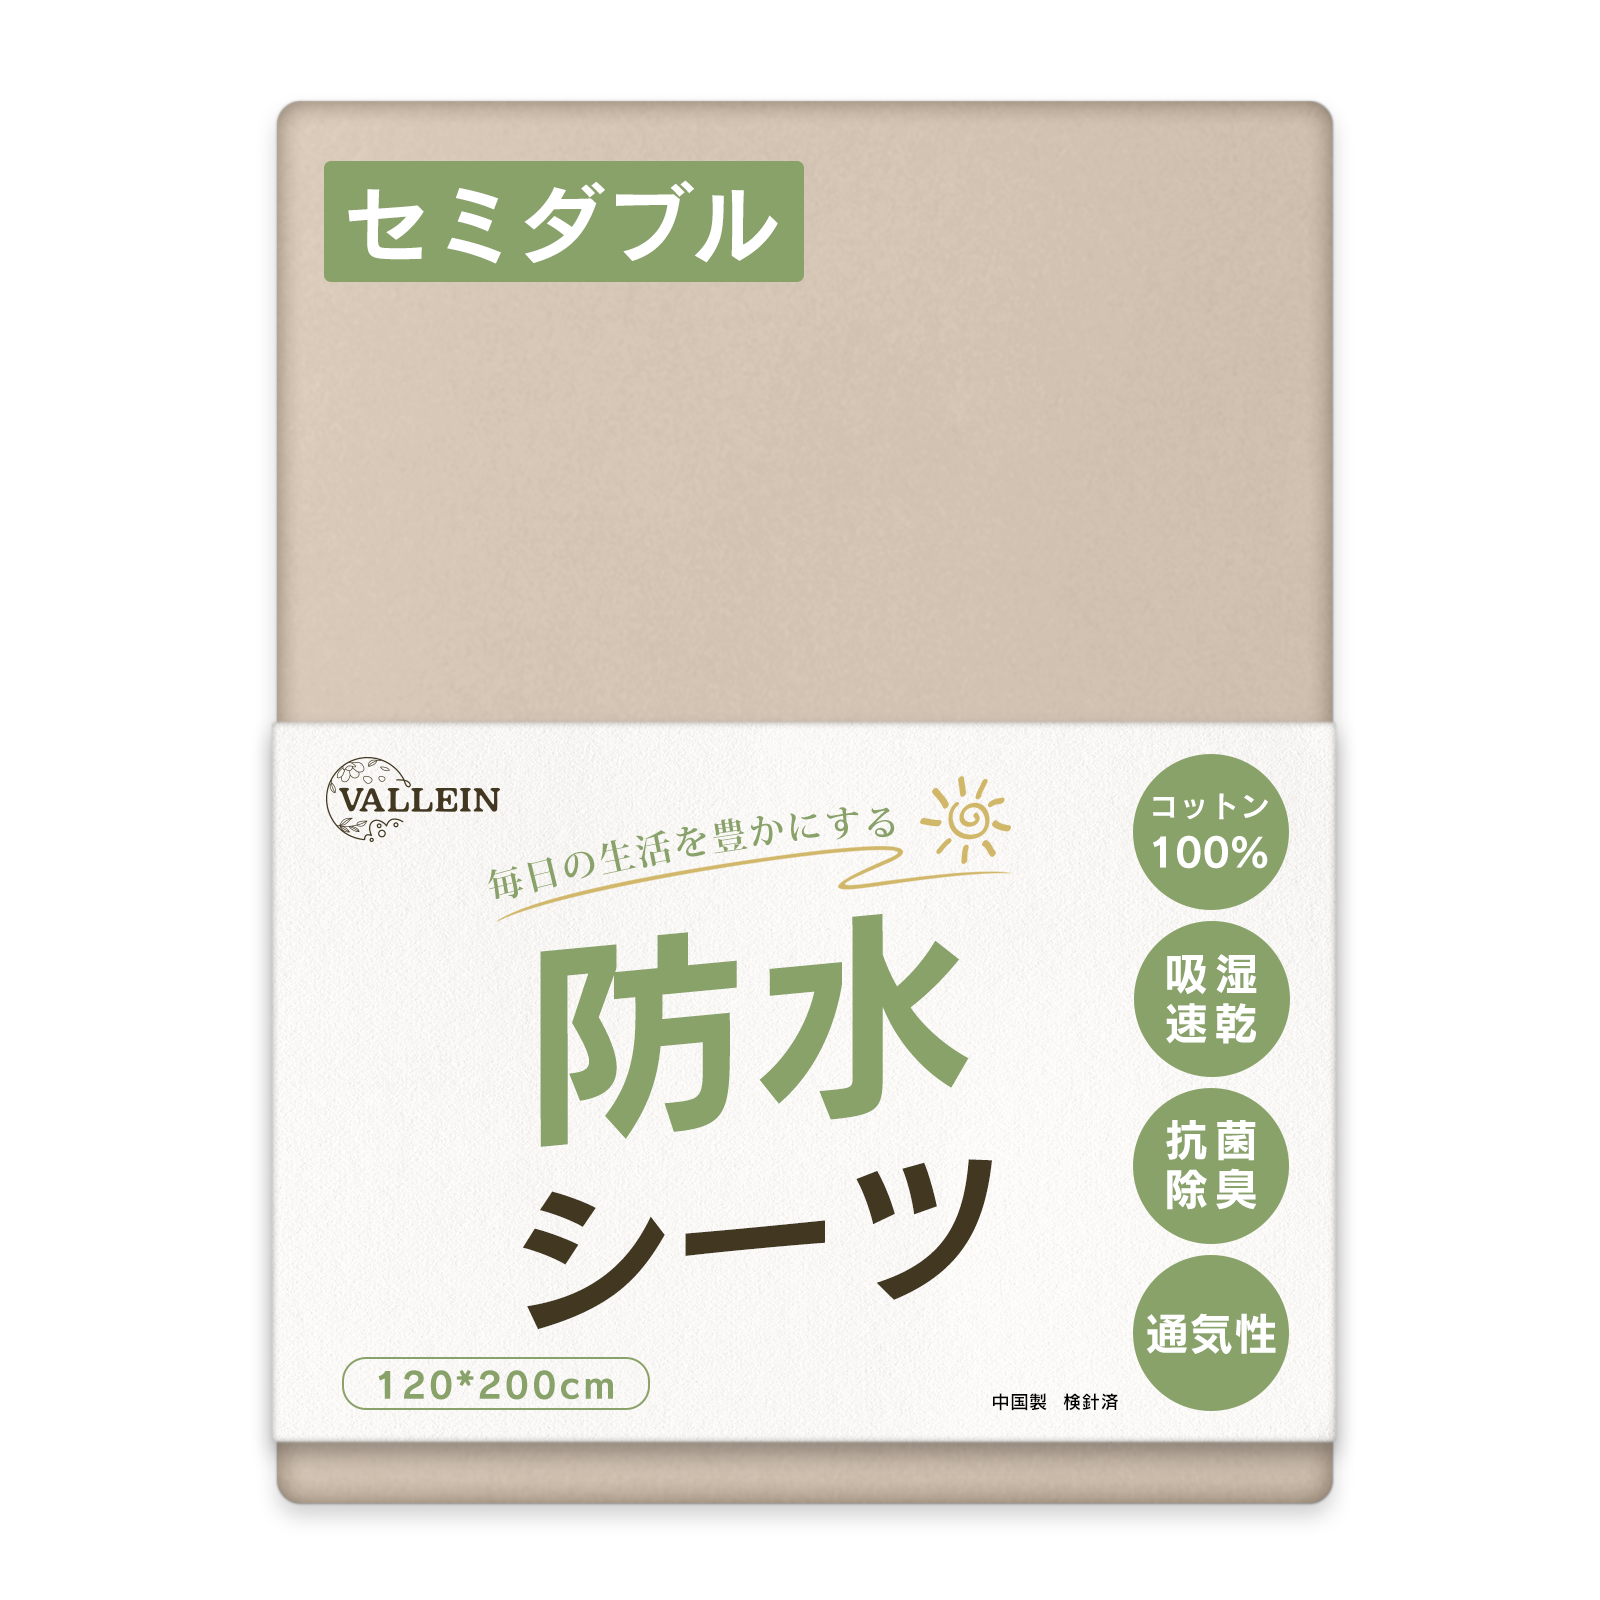 セミダブル
VALLEIN
毎日の生活を豊かにする
防水
シーツ
120*200cm
中国製 検針済
コットン
100%
吸湿
速乾
抗菌
除臭
通気性